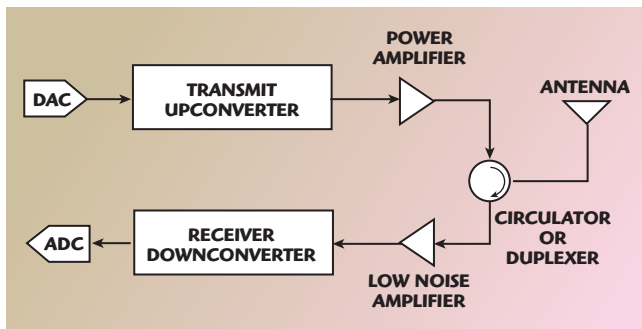 POWER
AMPLIFIER
ANTENNA
DAC
TRANSMIT
UPCONVERTER
CIRCULATOR
OR
DUPLEXER
ADC
RECEIVER
DOWNCONVERTER
LOW NOISE
AMPLIFIER